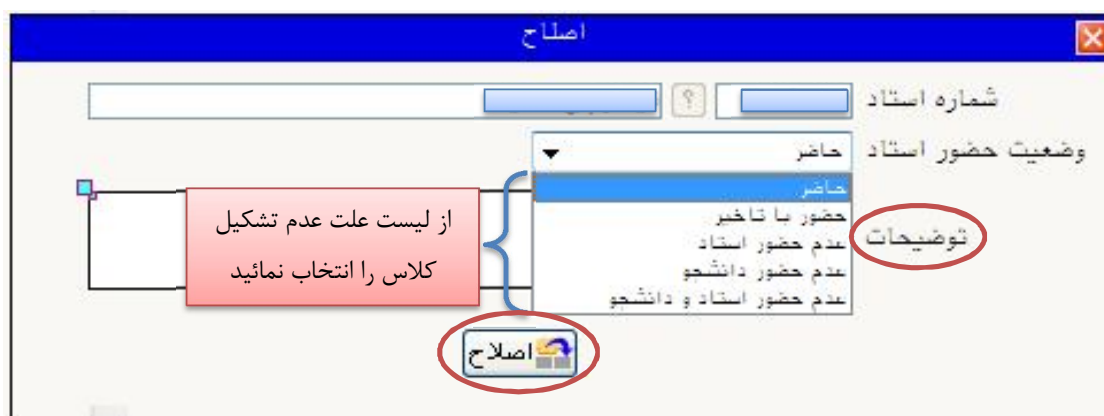 اصلاح
شماره استاد
؟
وضعیت حضور استاد
حاضر
حاضر
حضور با تاخیر
عدم حضور استاد
عدم حضور دانشجو
عدم حضور استاد و دانشجو
توضیحات
از لیست علت عدم تشکیل
کلاس را انتخاب نمائید
اصلاح